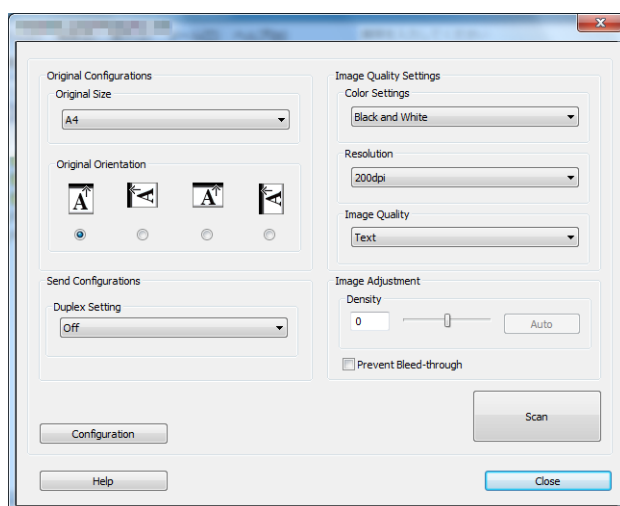 Original Configurations
Original Size
A4
Original Orientation
A A A A
Send Configurations
Duplex Setting
Off
Image Quality Settings
Color Settings
Black and White
Resolution
200dpi
Image Quality
Text
Image Adjustment
Density
0
Auto
Prevent Bleed-through
Scan
Configuration
Help
Close